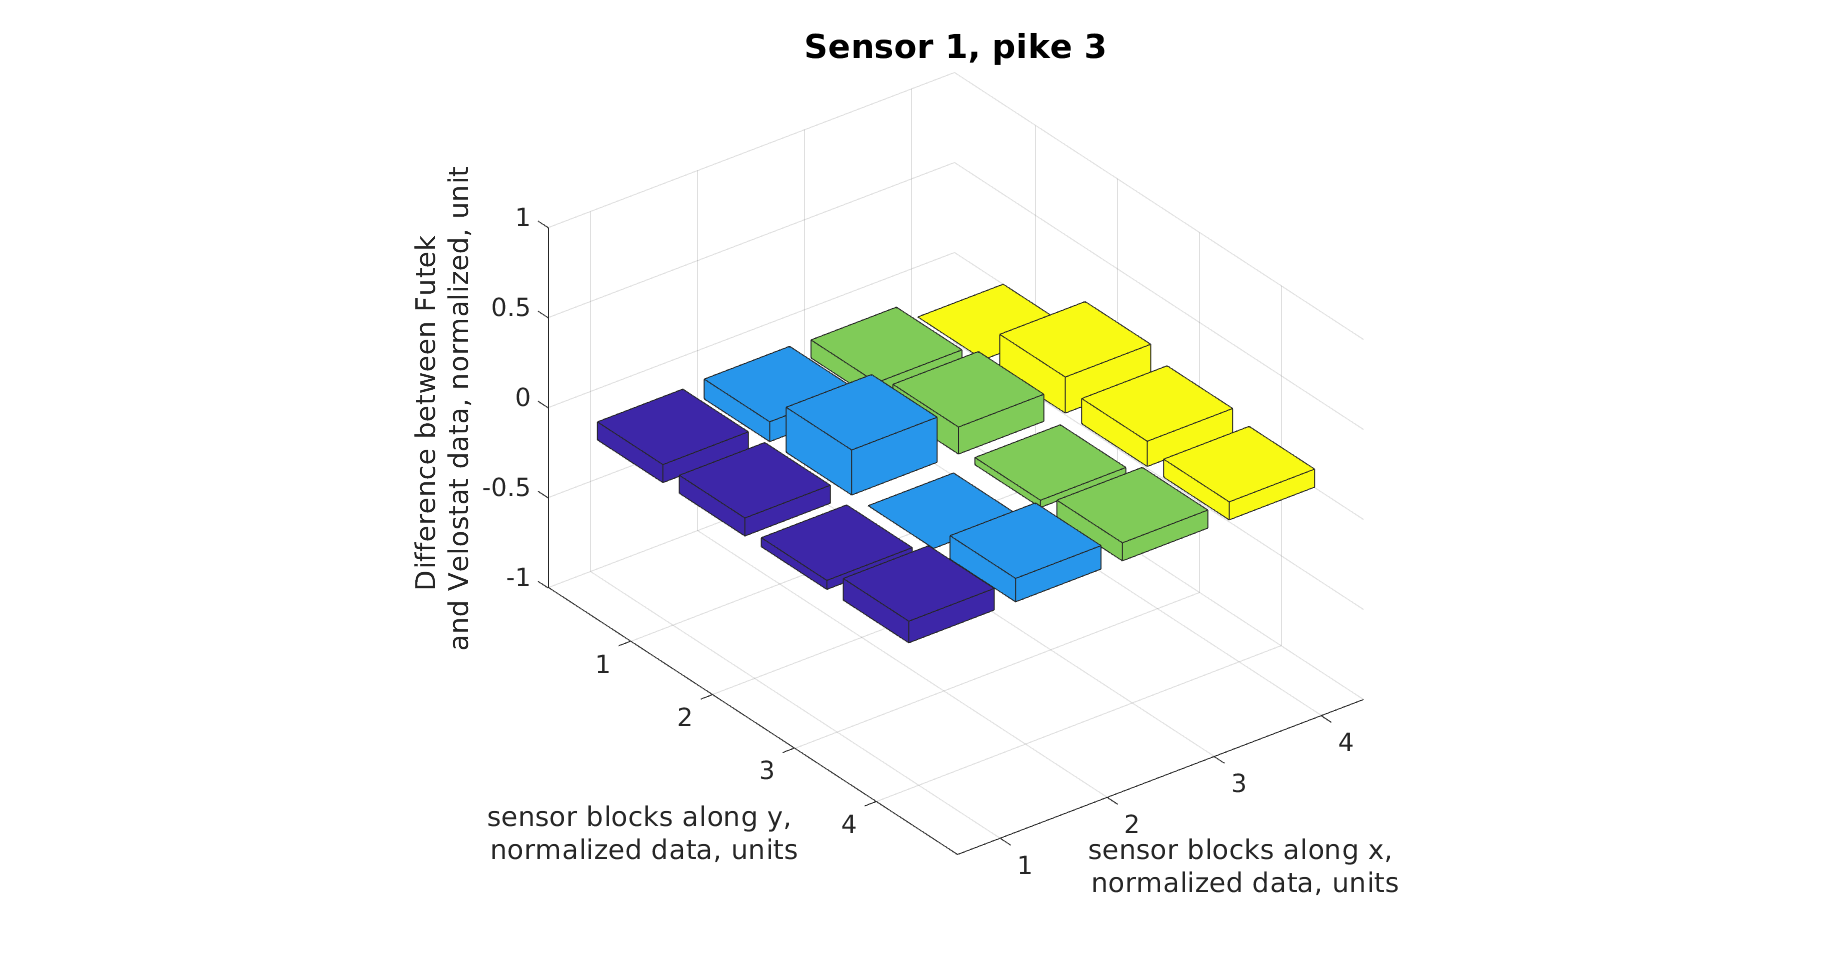 Sensor 1, pike 3
Difference between Futek
and Velostat data, normalized, unit
1
0.5
0
-0.5
-1
1
2
3
4
sensor blocks along y,
normalized data, units
1
2
3
4
sensor blocks along x,
normalized data, units